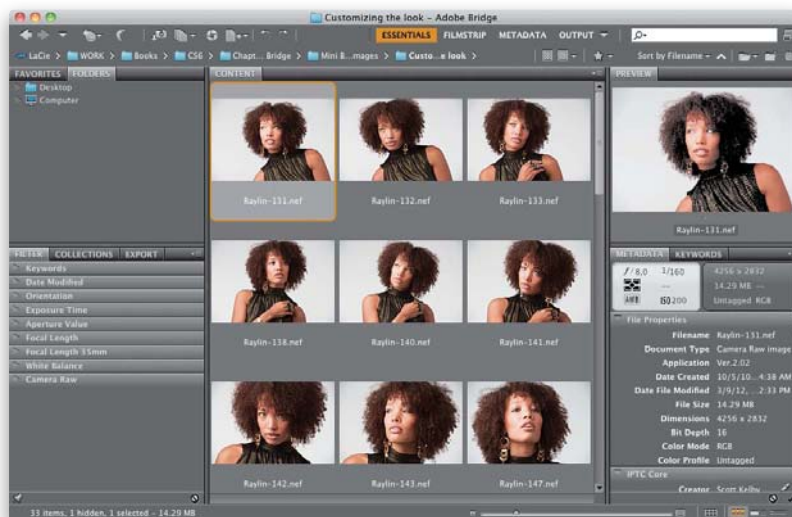 Customizing the look – Adobe Bridge
ESSENTIALS FILMSTRIP METADATA OUTPUT
LaCie > WORK > Books > CS6 > Chapt... Bridge > Mini B...mages > Custo...e look >
Sort by Filename
FAVORITES FOLDERS
Desktop
Computer
CONTENT
Raylin-131.nef
Raylin-132.nef
Raylin-133.nef
Raylin-138.nef
Raylin-140.nef
Raylin-141.nef
Raylin-142.nef
Raylin-143.nef
Raylin-147.nef
FILTER COLLECTIONS EXPORT
Keywords
Date Modified
Orientation
Exposure Time
Aperture Value
Focal Length
Focal Length 35mm
White Balance
Camera Raw
PREVIEW
Raylin-131.nef
METADATA KEYWORDS
f/8.0 1/160
--
AWB ISO200
4256 x 2832
14.29 MB --
Untagged RGB
File Properties
Filename Raylin-131.nef
Document Type Camera Raw image
Application Ver.2.02
Date Created 10/5/10...4:38 AM
Date File Modified 3/9/12, ...2:33 PM
File Size 14.29 MB
Dimensions 4256 x 2832
Bit Depth 16
Color Mode RGB
Color Profile Untagged
IPTC Core
Creator Scott Kelby
33 items, 1 hidden, 1 selected – 14.29 MB